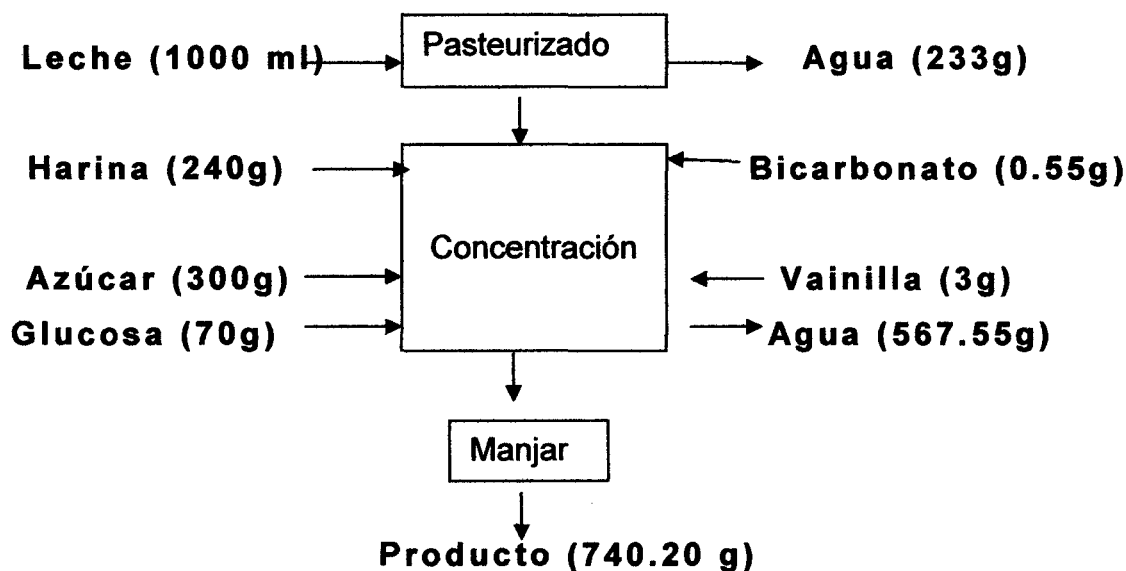 Pasteurizado
Leche (1000 ml)
Agua (233g)
Harina (240g)
Bicarbonato (0.55g)
Concentración
Azúcar (300g)
Vainilla (3g)
Glucosa (70g)
Agua (567.55g)
Manjar
Producto (740.20 g)